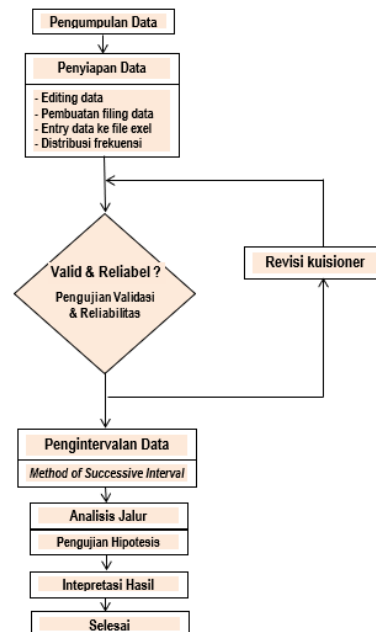 Pengumpulan Data
Penyiapan Data
- Editing data
- Pembuatan filing data
- Entry data ke file exel
- Distribusi frekuensi
Valid & Reliabel ?
Pengujian Validasi
& Reliabilitas
Revisi kuisioner
Pengintervalan Data
Method of Successive Interval
Analisis Jalur
Pengujian Hipotesis
Intepretasi Hasil
Selesai